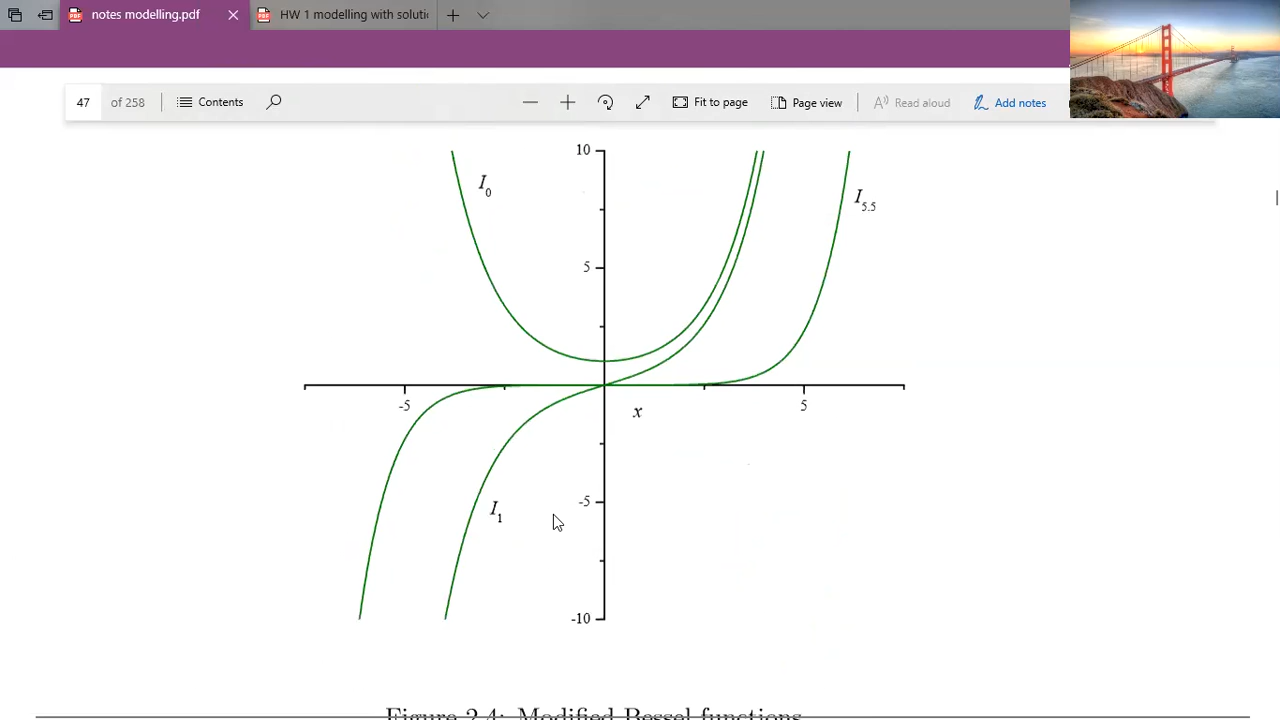 notes modelling.pdf
HW 1 modelling with soluti
47 of 258 Contents Fit to page Page view Read aloud Add notes
10
I0
I5.5
5
-5
x
5
I1
-5
-10
Figure 2.4: Modified Bessel functions